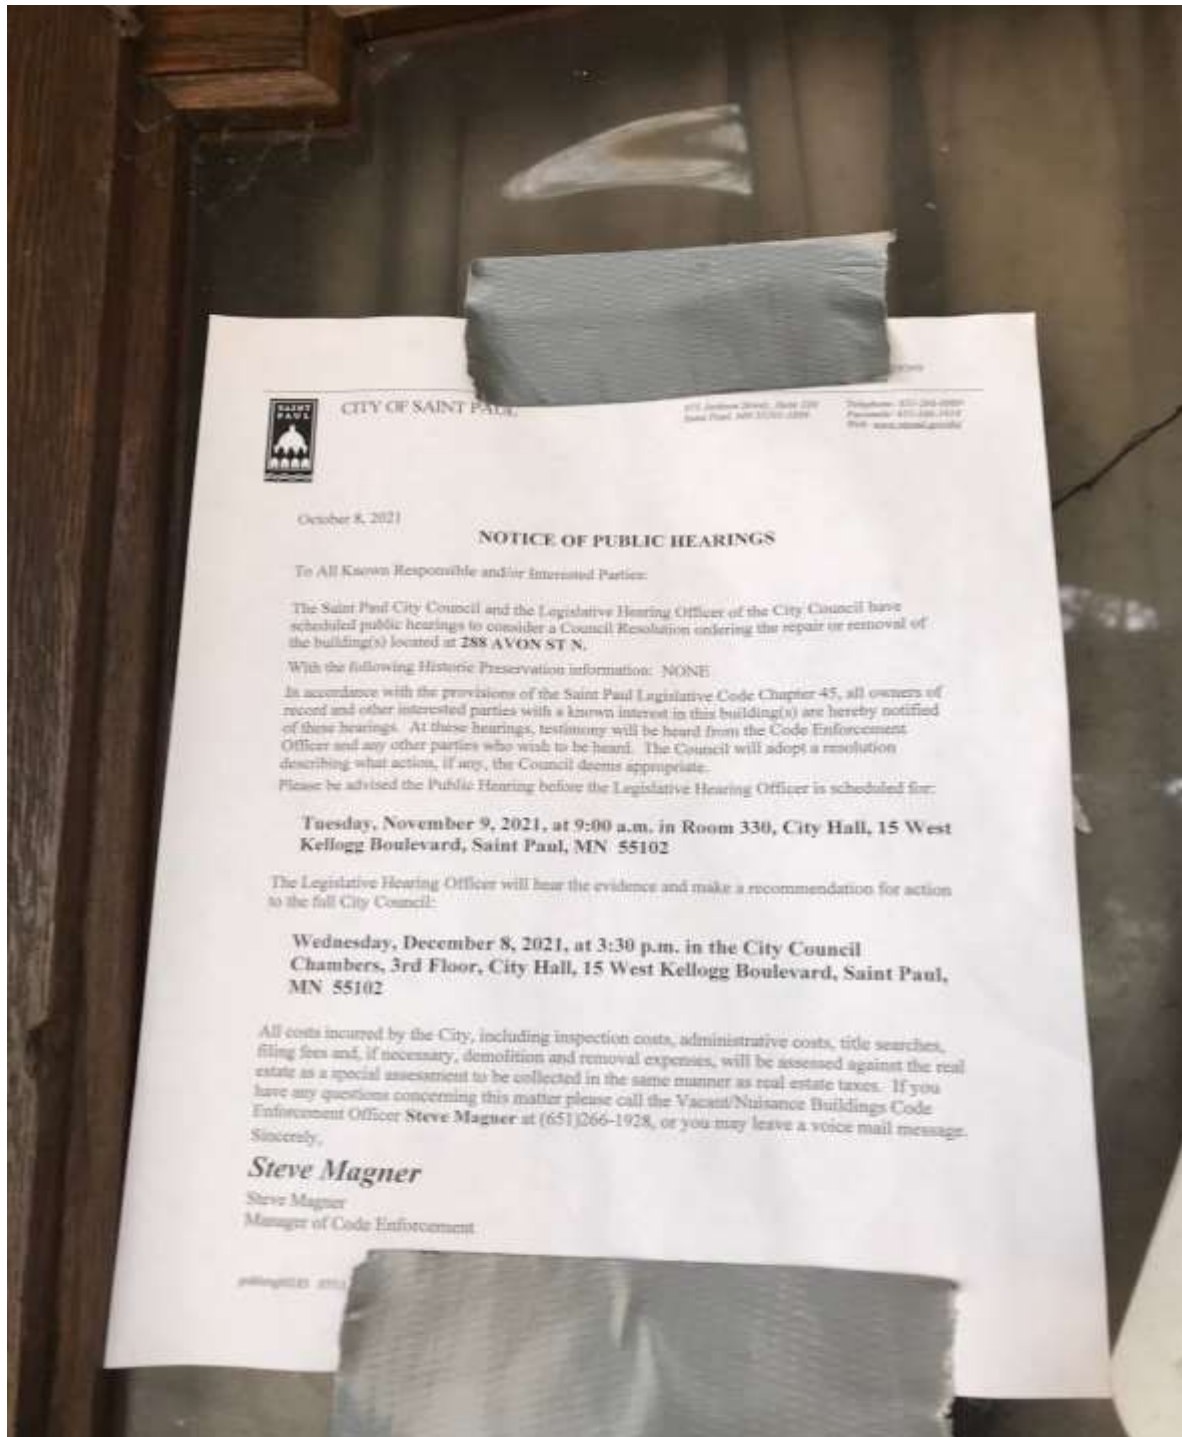 SAINT
PAUL
CITY OF SAINT PAUL
October 8, 2021
NOTICE OF PUBLIC HEARINGS
To All Known Responsible and/or Interested Parties:
The Saint Paul City Council and the Legislative Hearing Officer of the City Council have
scheduled public hearings to consider a Council Resolution ordering the repair or removal of
the building(s) located at 288 AVON ST N.
With the following Historic Preservation information: NONE
In accordance with the provisions of the Saint Paul Legislative Code Chapter 45, all owners of
record and other interested parties with a known interest in this building(s) are hereby notified
of these hearings. At these hearings, testimony will be heard from the Code Enforcement
Officer and any other parties who wish to be heard. The Council will adopt a resolution
describing what action, if any, the Council deems appropriate.
Please be advised the Public Hearing before the Legislative Hearing Officer is scheduled for:
Tuesday, November 9, 2021, at 9:00 a.m. in Room 330, City Hall, 15 West
Kellogg Boulevard, Saint Paul, MN 55102
The Legislative Hearing Officer will hear the evidence and make a recommendation for action
to the full City Council:
Wednesday, December 8, 2021, at 3:30 p.m. in the City Council
Chambers, 3rd Floor, City Hall, 15 West Kellogg Boulevard, Saint Paul,
MN 55102
All costs incurred by the City, including inspection costs, administrative costs, title searches,
filing fees and, if necessary, demolition and removal expenses, will be assessed against the real
estate as a special assessment to be collected in the same manner as real estate taxes. If you
have any questions concerning this matter please call the Vacant/Nuisance Buildings Code
Enforcement Officer Steve Magner at (651)266-1928, or you may leave a voice mail message.
Sincerely,
Steve Magner
Steve Magner
Manager of Code Enforcement